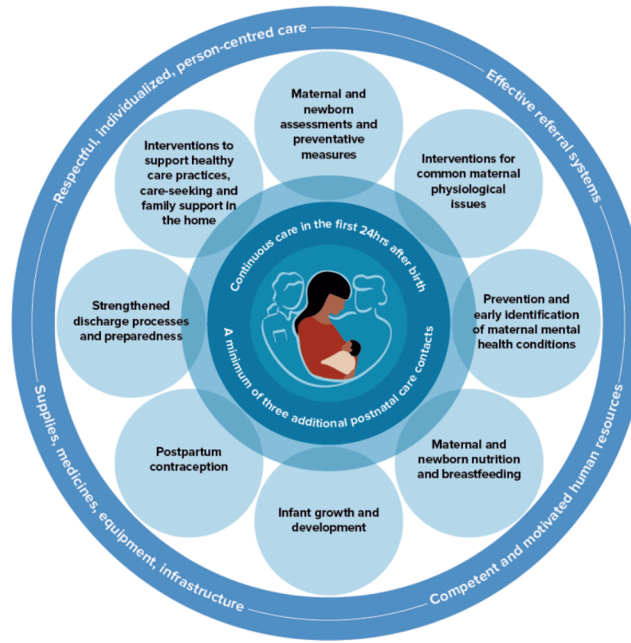 Respectful, individualized, person-centred care
Effective referral systems
Maternal and
newborn
assessments and
preventative
measures
Interventions to
support healthy
care practices,
care-seeking and
family support in
the home
Interventions for
common maternal
physiological
issues
Continuous care in the first 24hrs after birth
A minimum of three additional postnatal care contacts
Strengthened
discharge processes
and preparedness
Prevention and
early identification
of maternal mental
health conditions
Postpartum
contraception
Maternal and
newborn nutrition
and breastfeeding
Infant growth and
development
Supplies, medicines, equipment, infrastructure
Competent and motivated human resources